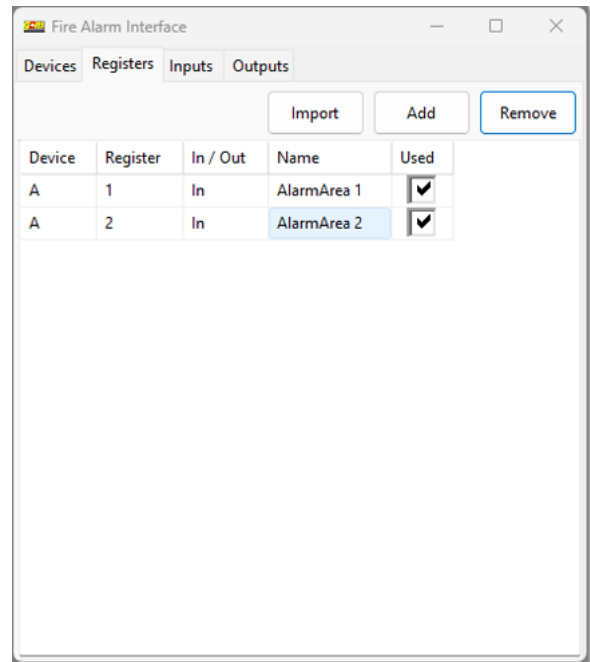 Fire Alarm Interface
Devices Registers Inputs Outputs
Import Add Remove
Device Register In / Out Name Used
A 1 In AlarmArea 1
A 2 In AlarmArea 2